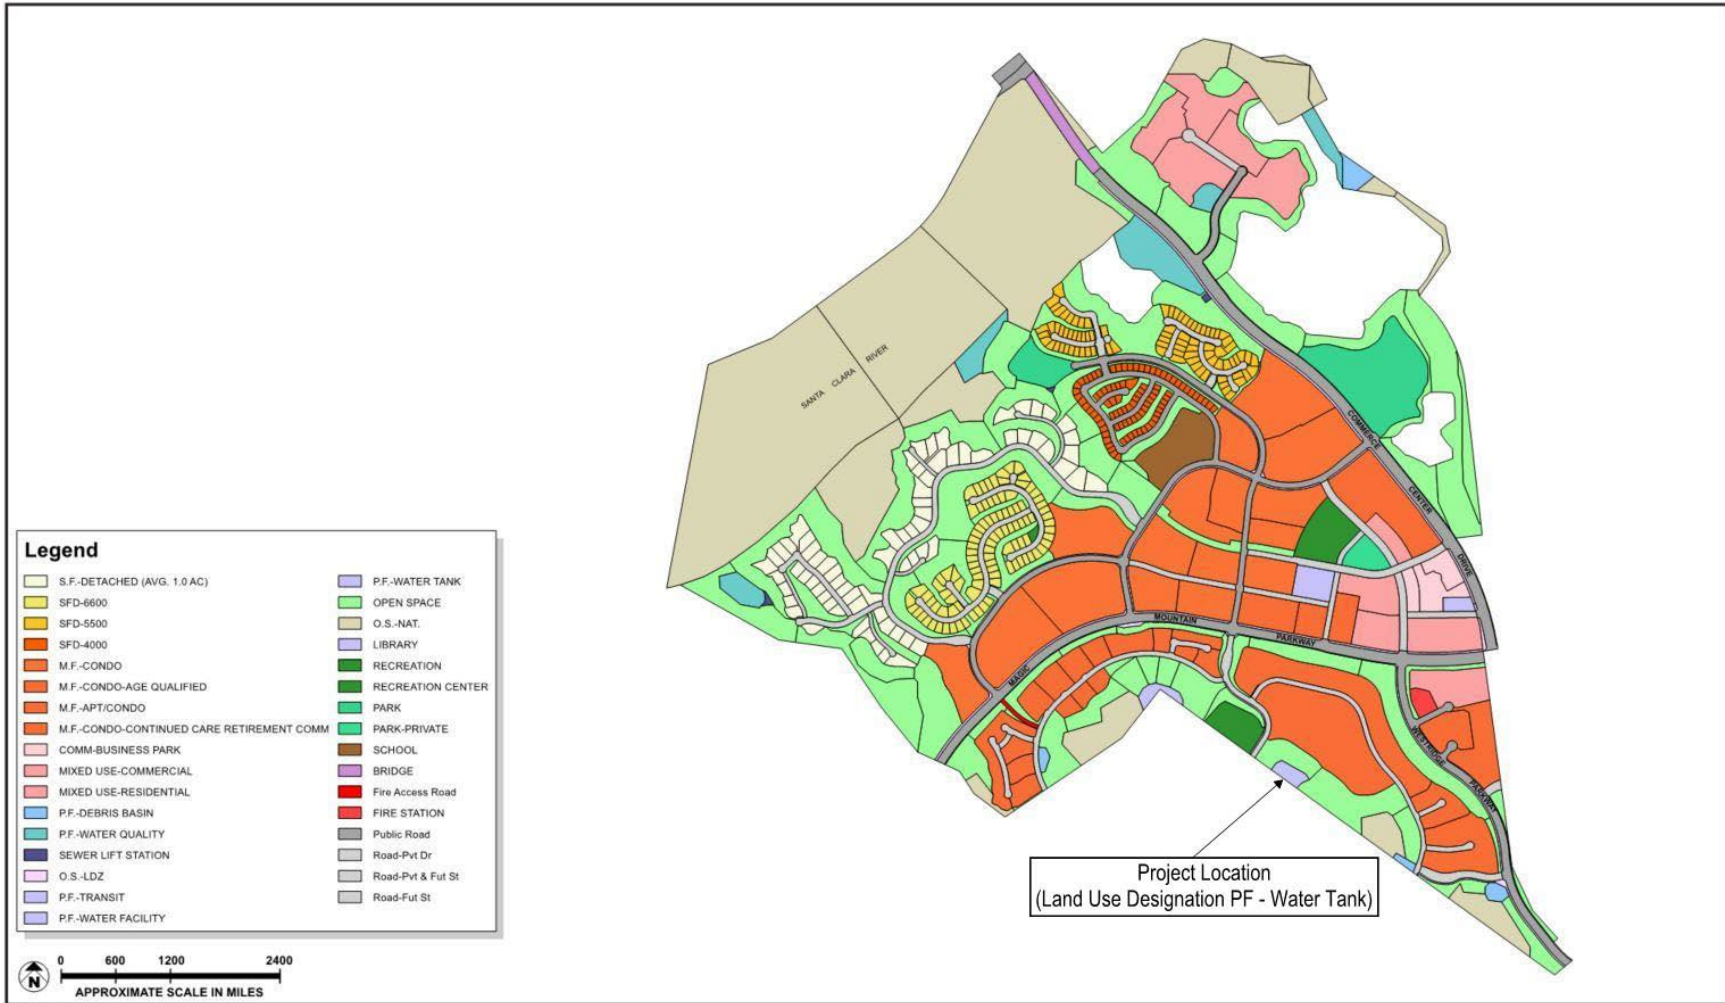 SANTA CLARA RIVER
COMMERCE
CENTER
DRIVE
MAGIC
MOUNTAIN
PARKWAY
WESTRIDGE
PARKWAY
Project Location
(Land Use Designation PF - Water Tank)
Legend
S.F.-DETACHED (AVG. 1.0 AC)
SFD-6600
SFD-5500
SFD-4000
M.F.-CONDO
M.F.-CONDO-AGE QUALIFIED
M.F.-APT/CONDO
M.F.-CONDO-CONTINUED CARE RETIREMENT COMM
COMM-BUSINESS PARK
MIXED USE-COMMERCIAL
MIXED USE-RESIDENTIAL
P.F.-DEBRIS BASIN
P.F.-WATER QUALITY
SEWER LIFT STATION
O.S.-LDZ
P.F.-TRANSIT
P.F.-WATER FACILITY
P.F.-WATER TANK
OPEN SPACE
O.S.-NAT.
LIBRARY
RECREATION
RECREATION CENTER
PARK
PARK-PRIVATE
SCHOOL
BRIDGE
Fire Access Road
FIRE STATION
Public Road
Road-Pvt Dr
Road-Pvt & Fut St
Road-Fut St
N
0 600 1200 2400
APPROXIMATE SCALE IN MILES